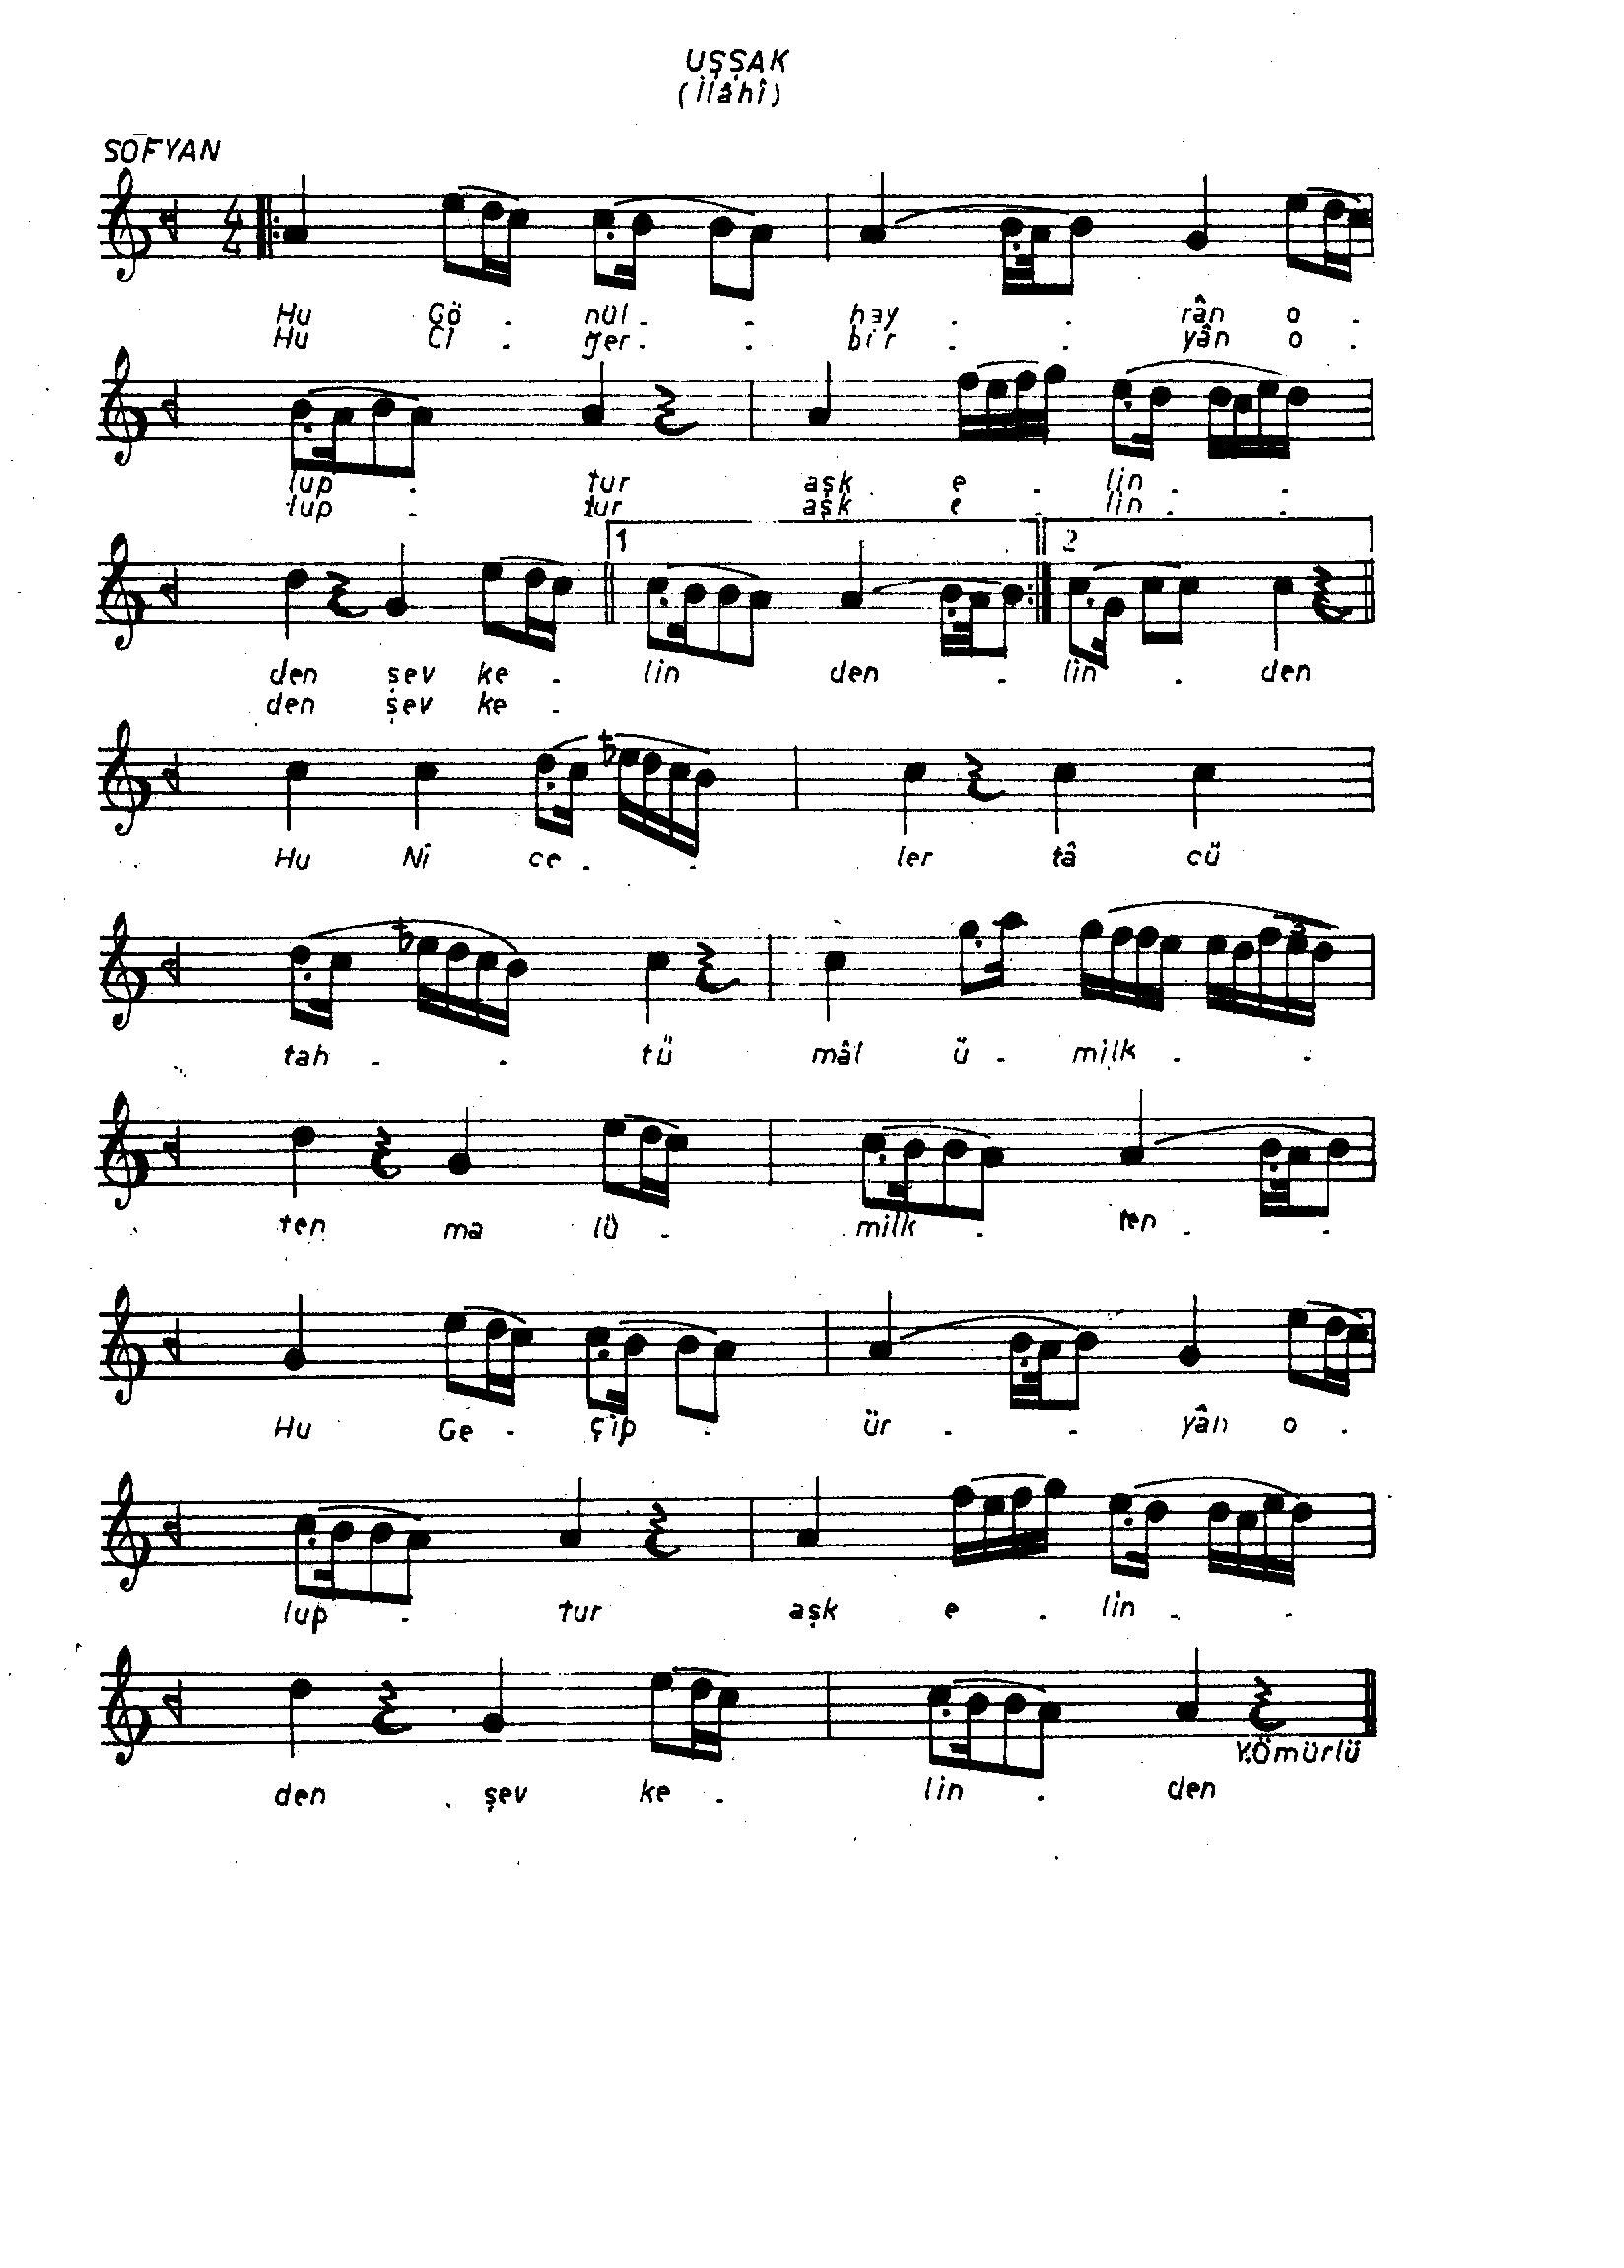 UŞŞAK
(İlâhî)
SOFYAN
4
4
Hu Gö . nül . . hay . . rân o .
Hu Ci . ğer . . bir . . yân o .
lup . tur aşk e . lin . .
lup . tur aşk e . lin . .
1 2
den şev ke . lin den . lin . den
den şev ke .
Hu Nî ce . . ler tâ cü
3
tah . . tü mâl ü . milk . .
ten ma lü . milk . ten . .
Hu Ge . çip . ür . . yân o .
lup . tur aşk e . lin . .
Y.Ömürlü
den . şev ke . lin . den